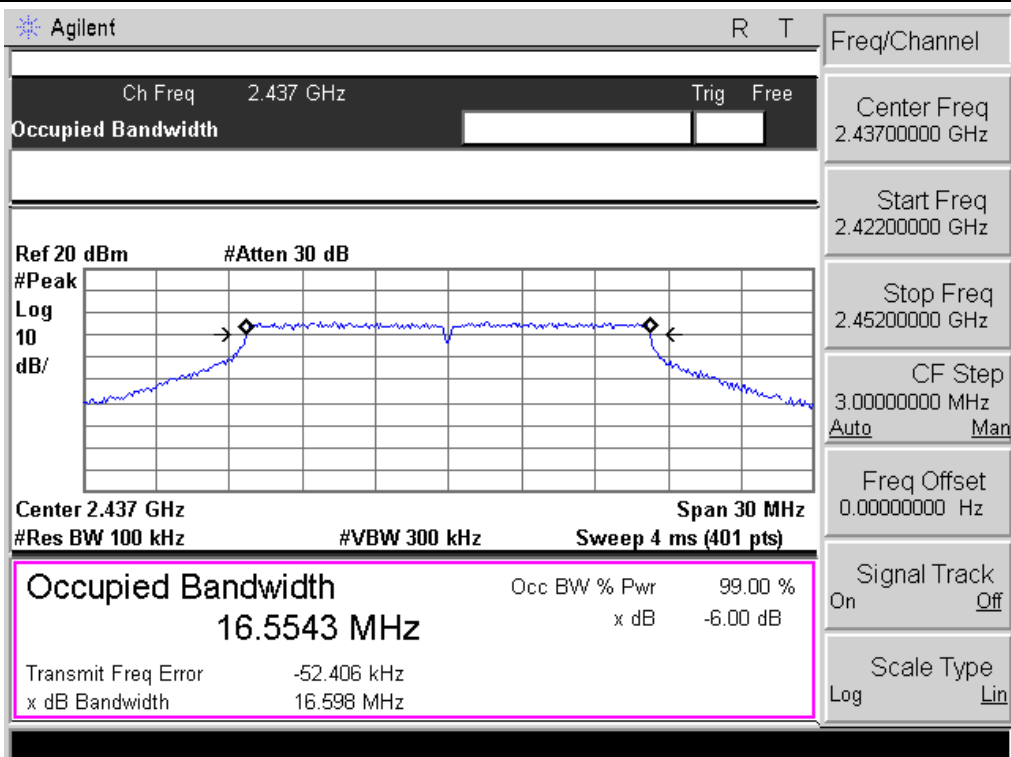 Agilent R T
Ch Freq 2.437 GHz Trig Free
Occupied Bandwidth
Ref 20 dBm #Atten 30 dB
#Peak
Log
10
dB/
Center 2.437 GHz Span 30 MHz
#Res BW 100 kHz #VBW 300 kHz Sweep 4 ms (401 pts)
Occupied Bandwidth Occ BW % Pwr 99.00 %
16.5543 MHz x dB -6.00 dB
Transmit Freq Error -52.406 kHz
x dB Bandwidth 16.598 MHz
Freq/Channel
Center Freq
2.43700000 GHz
Start Freq
2.42200000 GHz
Stop Freq
2.45200000 GHz
CF Step
3.00000000 MHz
Auto Man
Freq Offset
0.00000000 Hz
Signal Track
On Off
Scale Type
Log Lin